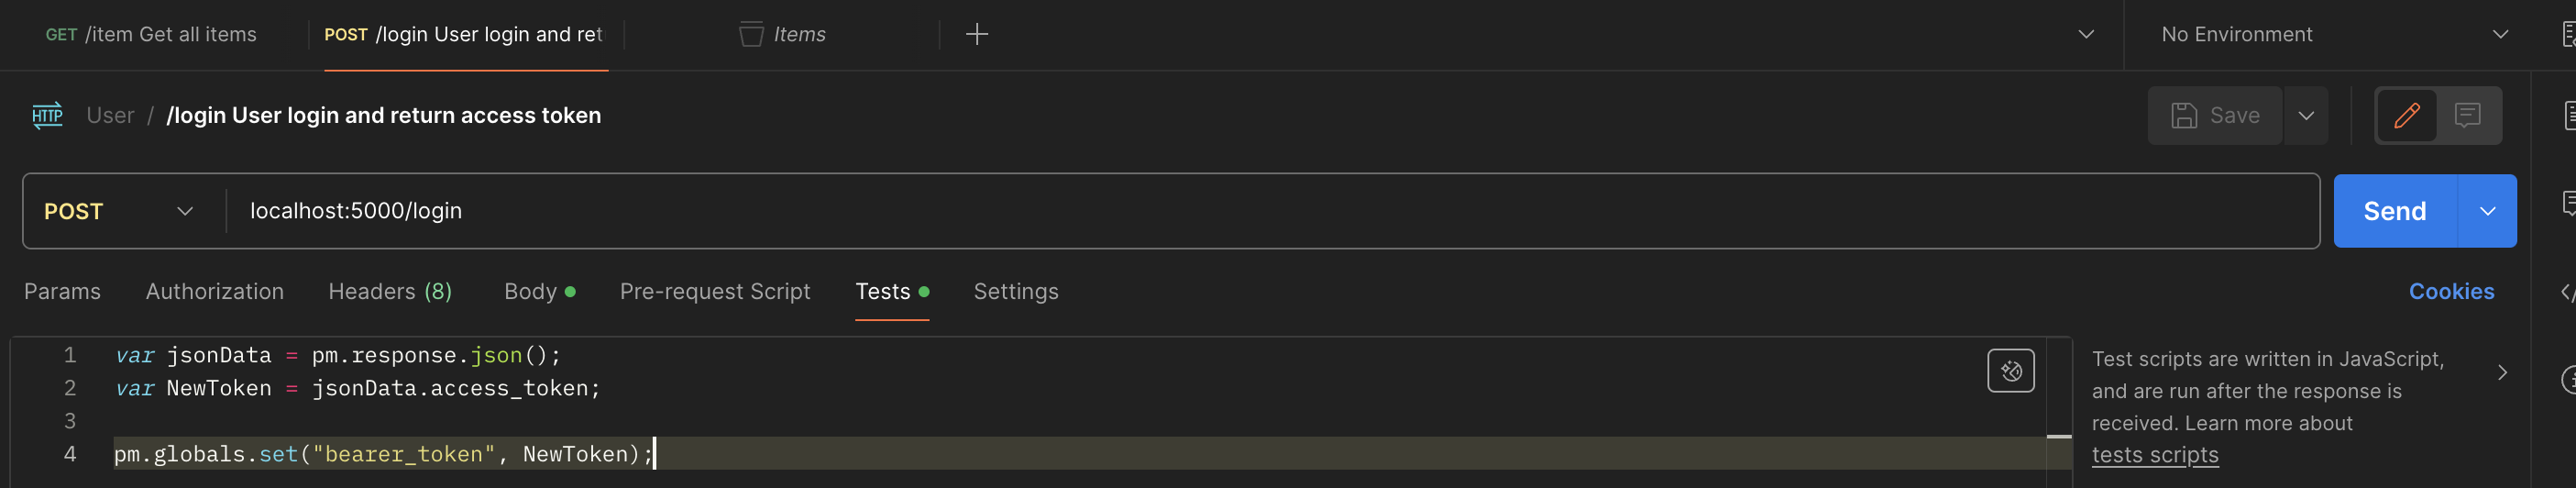 GET /item Get all items
POST /login User login and ret
Items
No Environment
HTTP User / /login User login and return access token
Save
POST localhost:5000/login
Send
Params Authorization Headers (8) Body Pre-request Script Tests Settings Cookies
1 var jsonData = pm.response.json();
2 var NewToken = jsonData.access_token;
3
4 pm.globals.set("bearer_token", NewToken);
Test scripts are written in JavaScript,
and are run after the response is
received. Learn more about
tests scripts